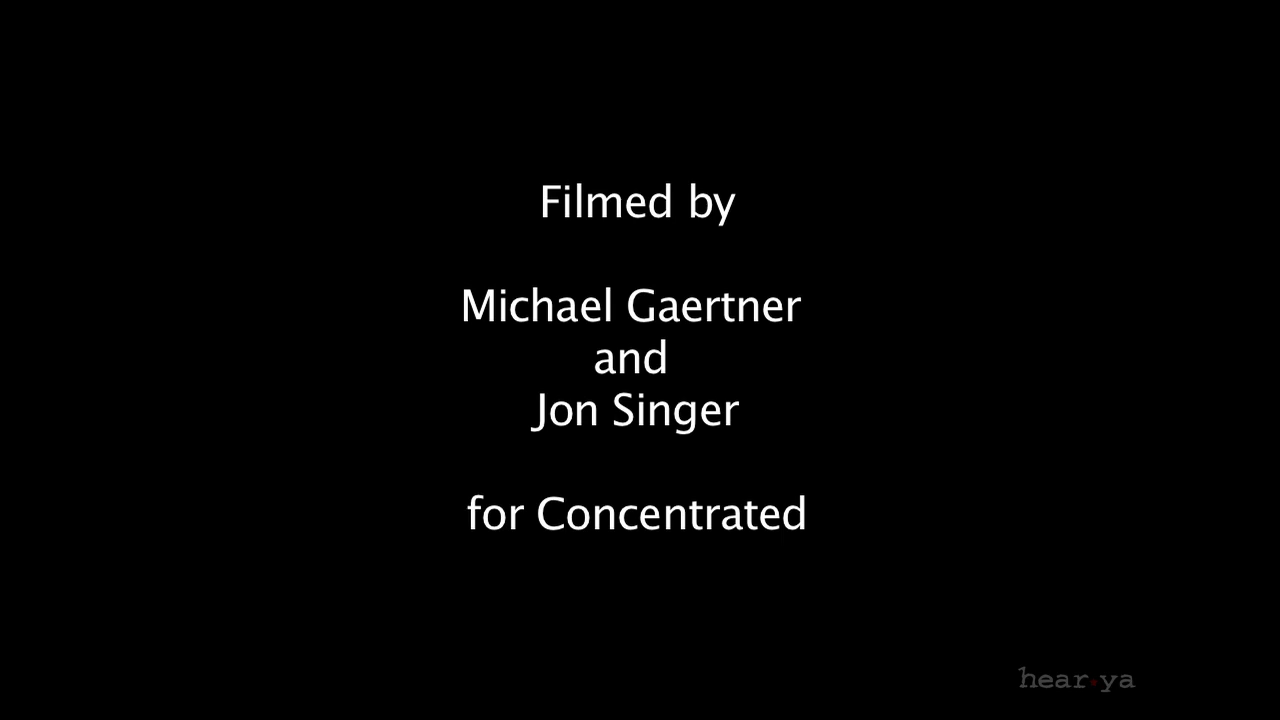 Filmed by
Michael Gaertner
and
Jon Singer
for Concentrated
hear.ya